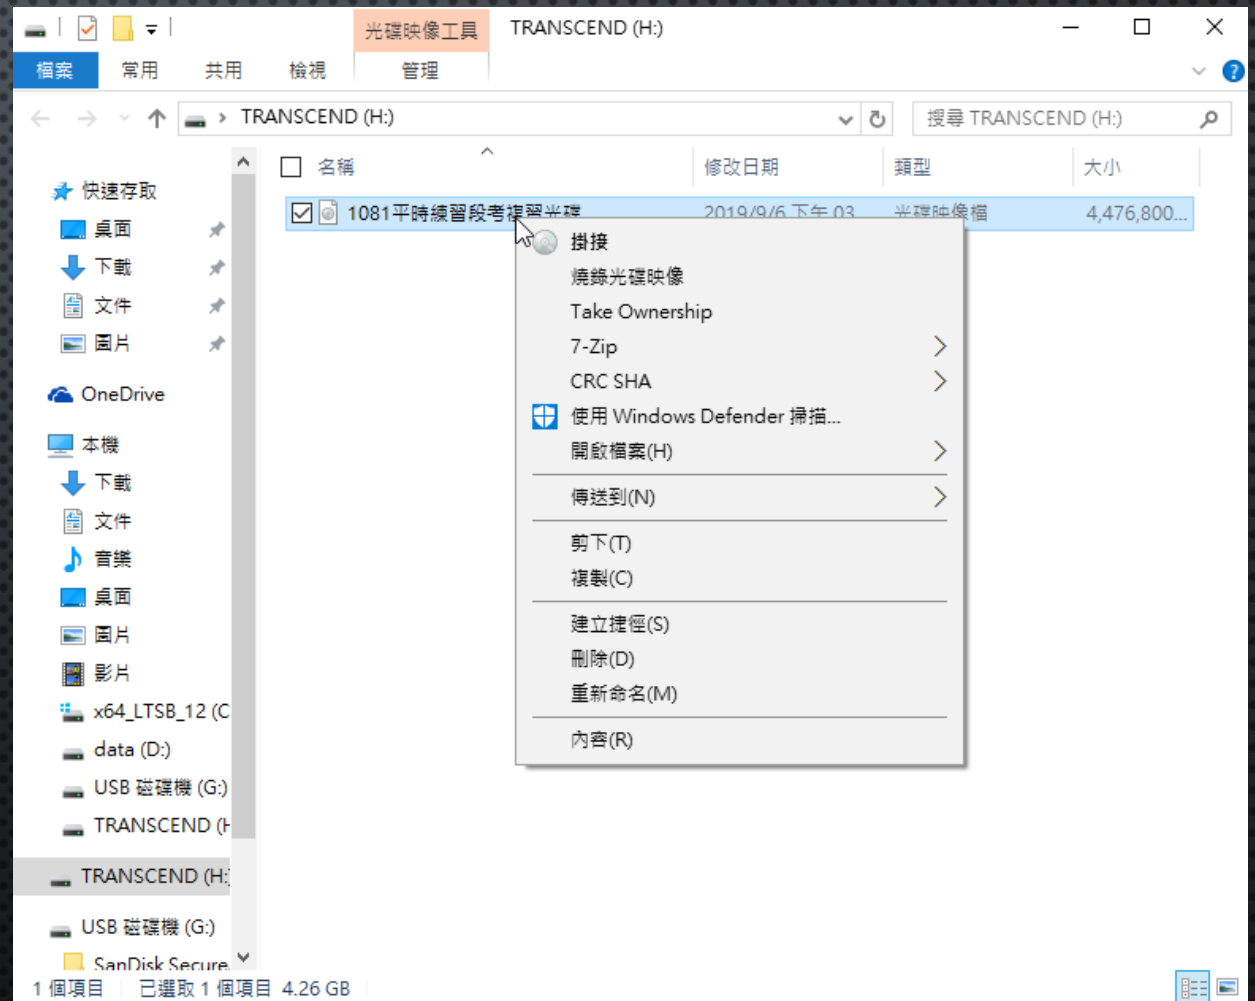 光碟映像工具 TRANSCEND (H:)
檔案 常用 共用 檢視 管理
TRANSCEND (H:) 搜尋 TRANSCEND (H:)
名稱 修改日期 類型 大小
1081平時練習段考複習光碟 2019/9/6 下午 03 光碟映像檔 4,476,800...
快速存取
桌面
下載
文件
圖片
OneDrive
本機
下載
文件
音樂
桌面
圖片
影片
x64_LTSB_12 (C
data (D:)
USB 磁碟機 (G:)
TRANSCEND (H
TRANSCEND (H:
USB 磁碟機 (G:)
SanDisk Secure
掛接
燒錄光碟映像
Take Ownership
7-Zip
CRC SHA
使用 Windows Defender 掃描...
開啟檔案(H)
傳送到(N)
剪下(T)
複製(C)
建立捷徑(S)
刪除(D)
重新命名(M)
內容(R)
1 個項目 已選取 1 個項目 4.26 GB